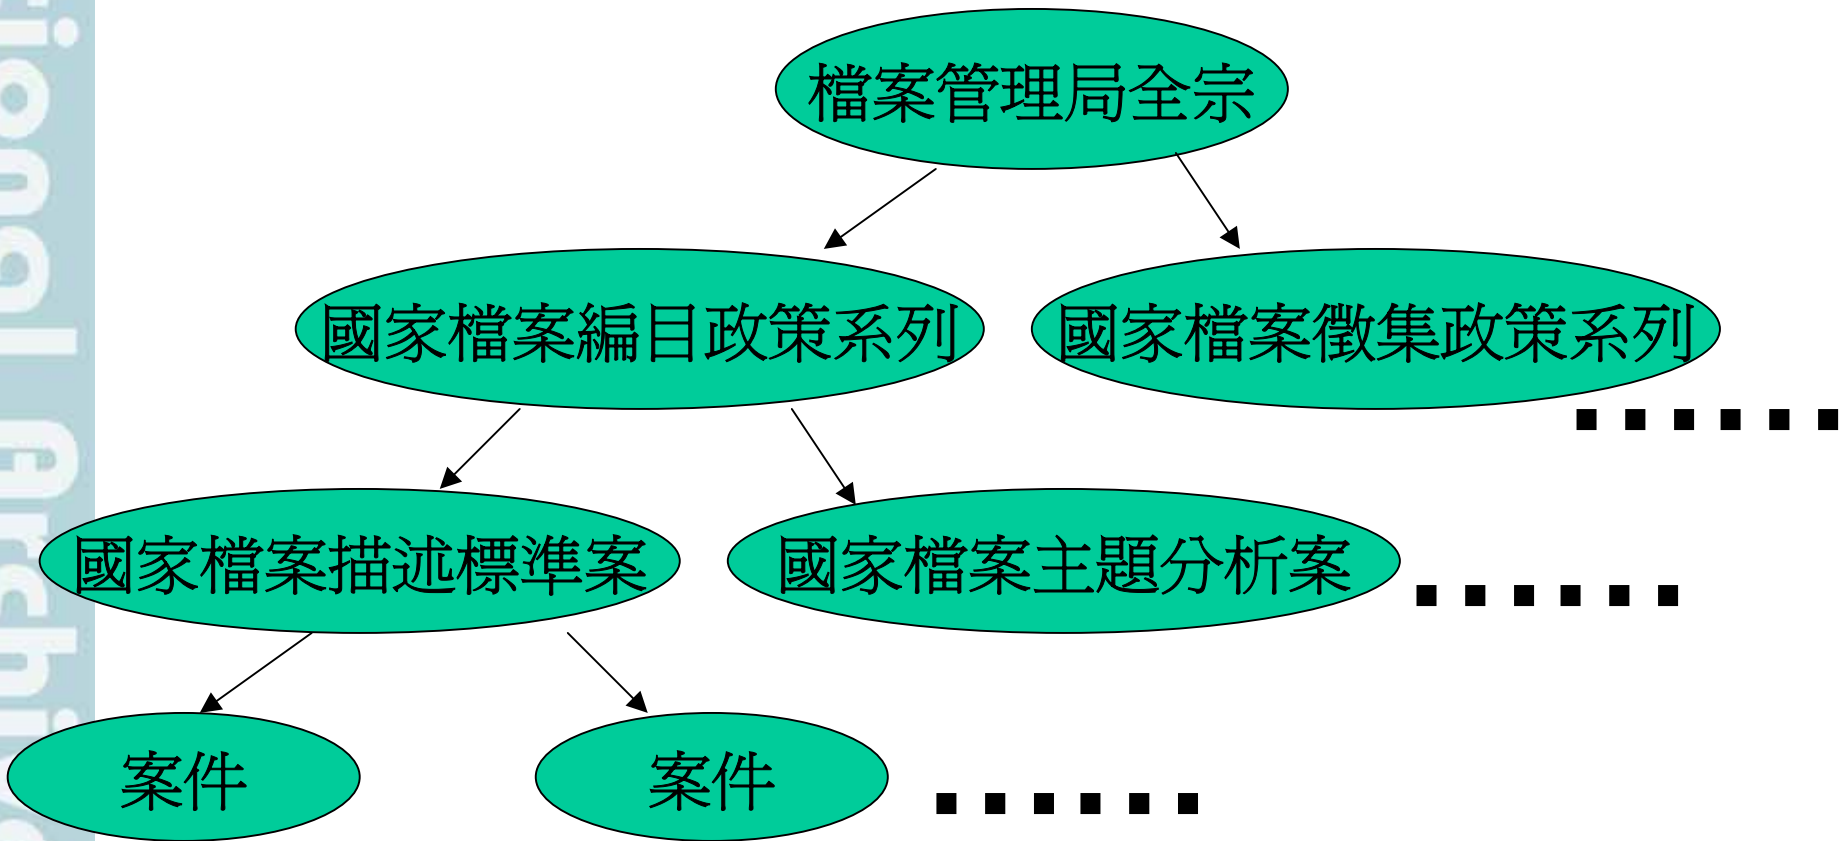 檔案管理局全宗
國家檔案編目政策系列
國家檔案徵集政策系列
......
國家檔案描述標準案
國家檔案主題分析案
......
案件
案件
......